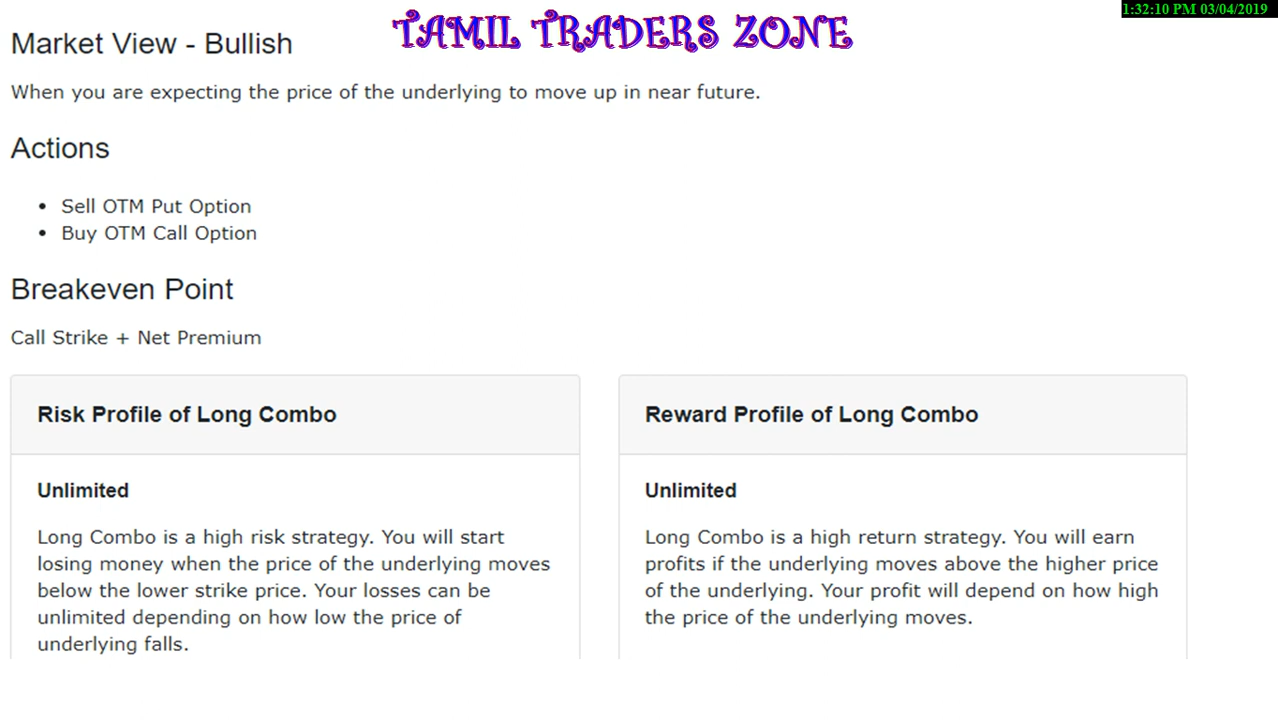 1:32:10 PM 03/04/2019
TAMIL TRADERS ZONE
Market View - Bullish
When you are expecting the price of the underlying to move up in near future.
Actions
• Sell OTM Put Option
• Buy OTM Call Option
Breakeven Point
Call Strike + Net Premium
Risk Profile of Long Combo
Unlimited
Long Combo is a high risk strategy. You will start
losing money when the price of the underlying moves
below the lower strike price. Your losses can be
unlimited depending on how low the price of
underlying falls.
Reward Profile of Long Combo
Unlimited
Long Combo is a high return strategy. You will earn
profits if the underlying moves above the higher price
of the underlying. Your profit will depend on how high
the price of the underlying moves.